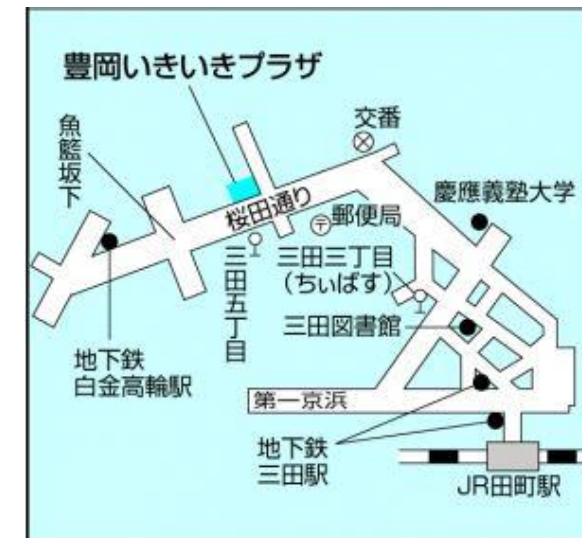 豊岡いきいきプラザ
交番
魚籃坂下
慶應義塾大学
桜田通り
〒郵便局
三田五丁目
三田三丁目
(ちぃばす)
三田図書館
地下鉄
白金高輪駅
第一京浜
地下鉄
三田駅
JR田町駅